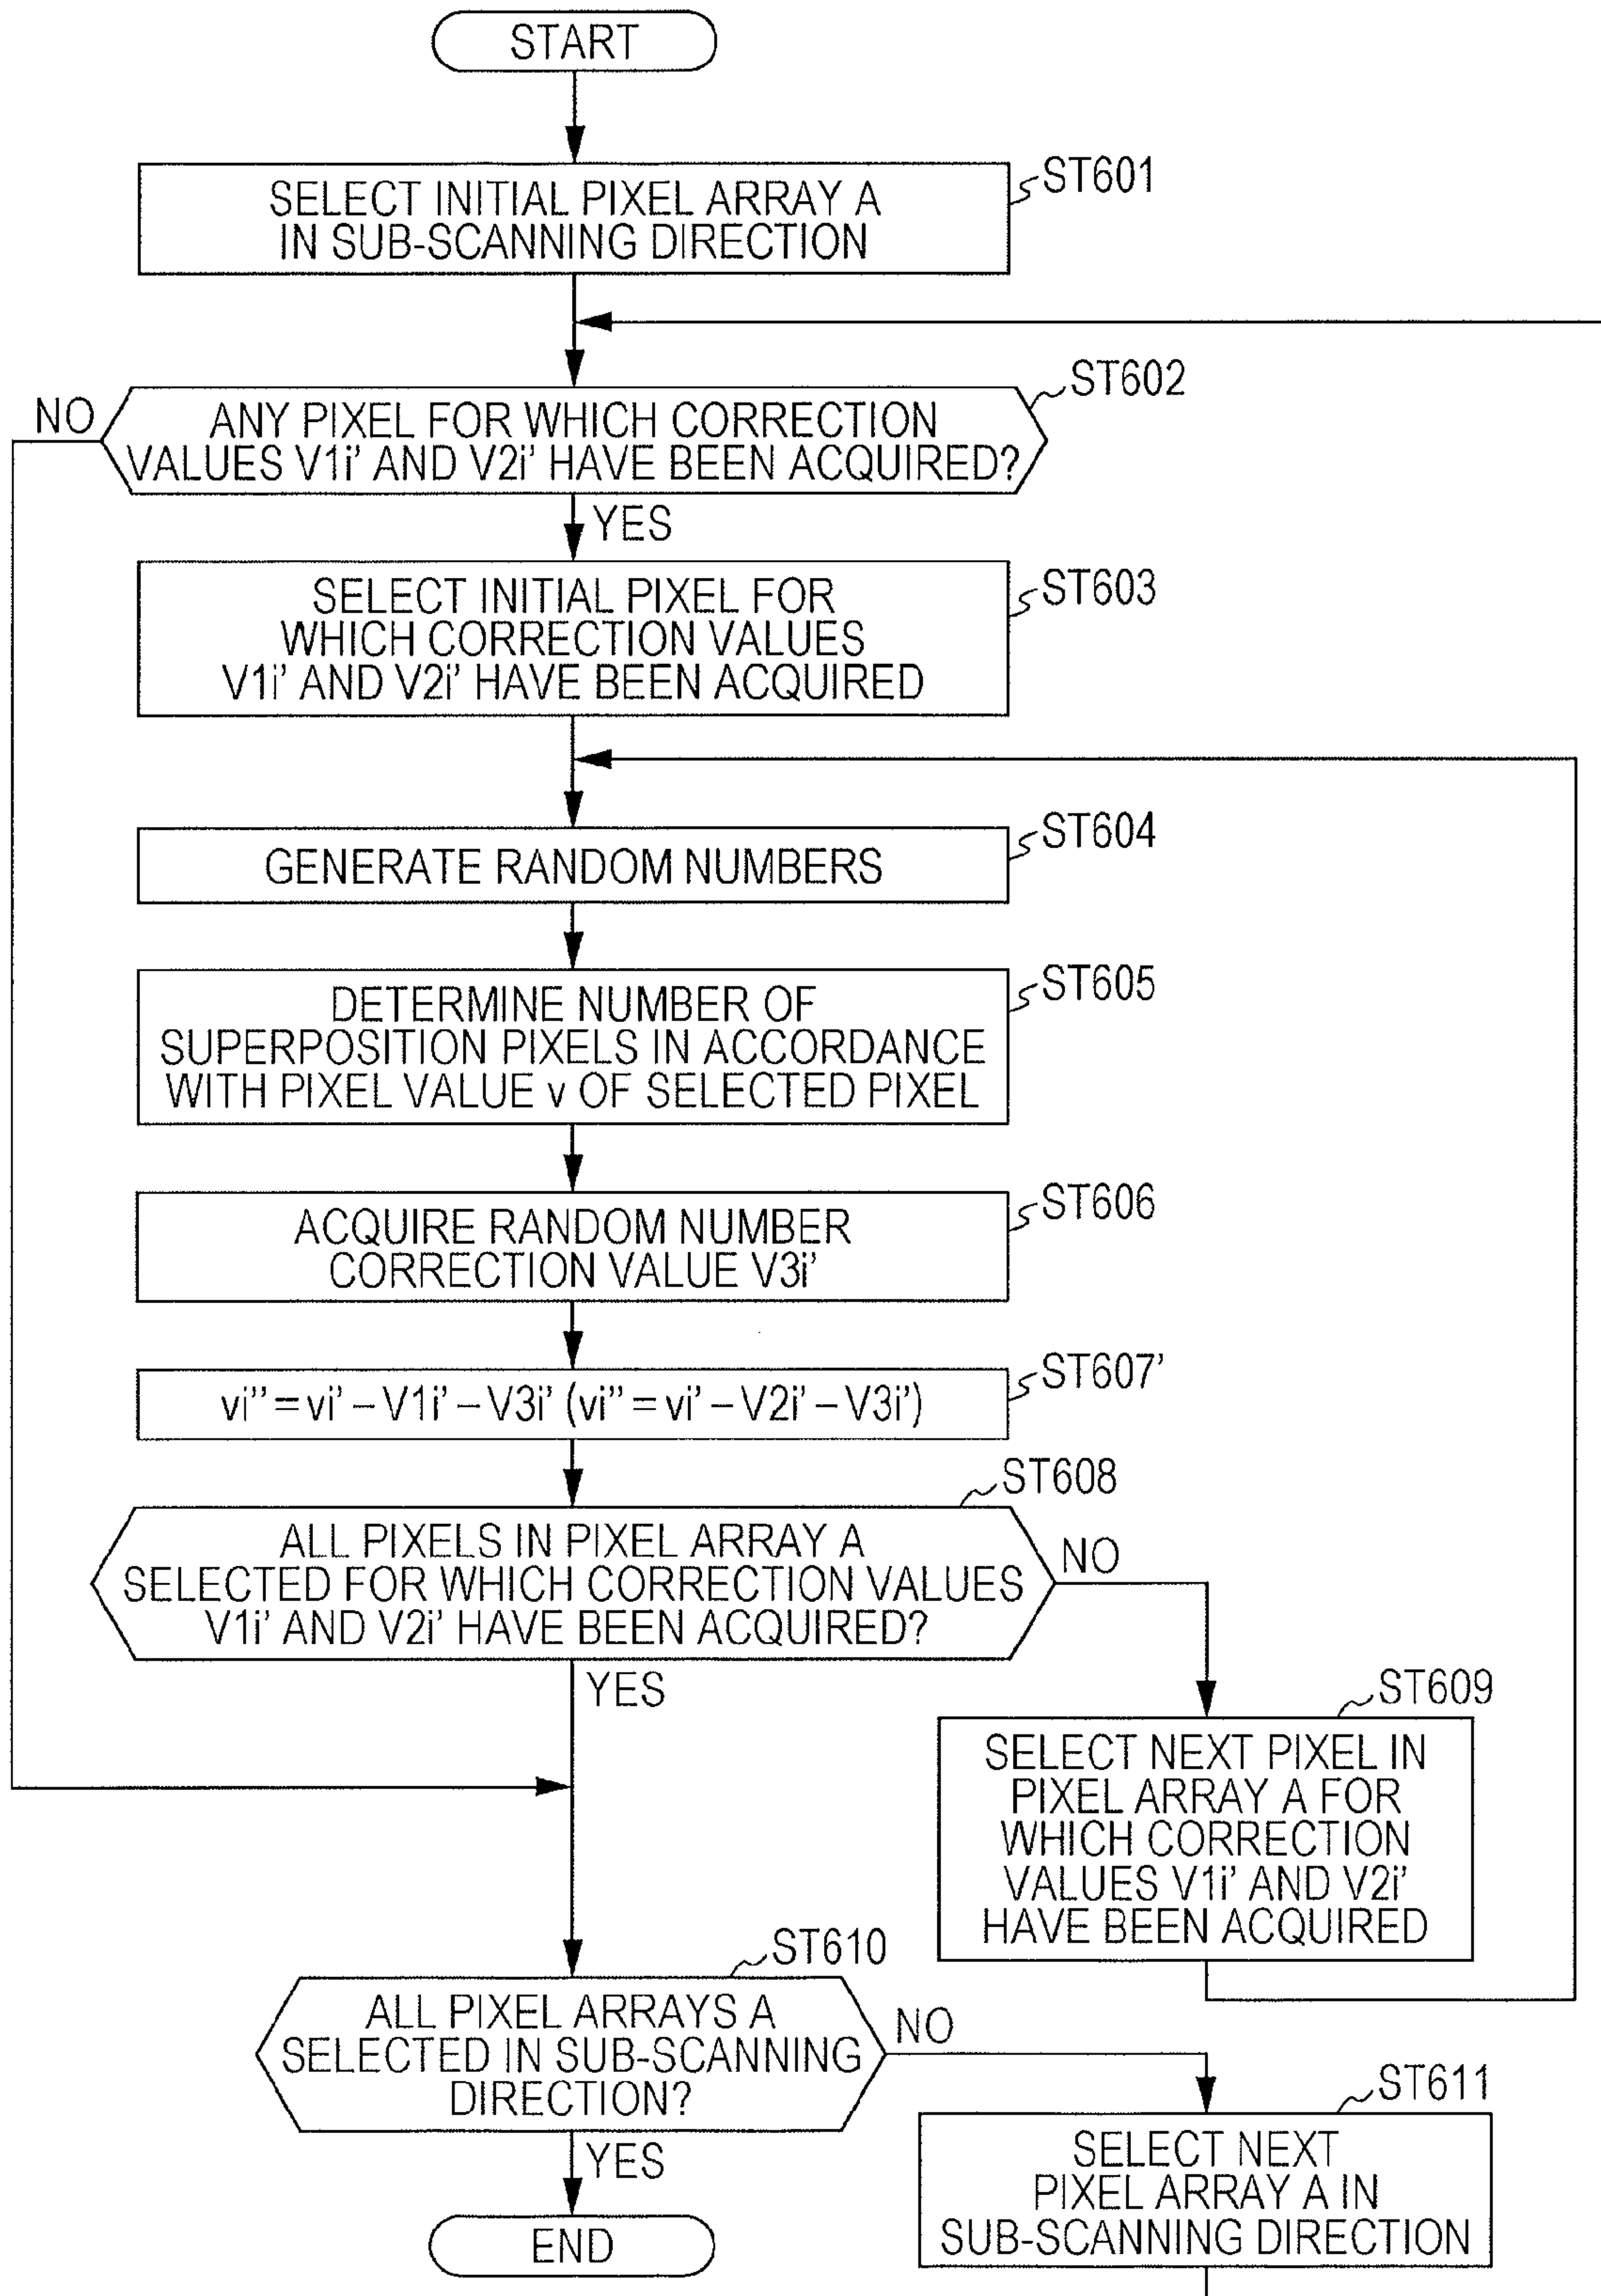 START
ST601
SELECT INITIAL PIXEL ARRAY A
IN SUB-SCANNING DIRECTION
ST602
NO
ANY PIXEL FOR WHICH CORRECTION
VALUES V1i' AND V2i' HAVE BEEN ACQUIRED?
YES
ST603
SELECT INITIAL PIXEL FOR
WHICH CORRECTION VALUES
V1i' AND V2i' HAVE BEEN ACQUIRED
ST604
GENERATE RANDOM NUMBERS
ST605
DETERMINE NUMBER OF
SUPERPOSITION PIXELS IN ACCORDANCE
WITH PIXEL VALUE v OF SELECTED PIXEL
ST606
ACQUIRE RANDOM NUMBER
CORRECTION VALUE V3i'
ST607'
vi'' = vi' – V1i' – V3i' (vi'' = vi' – V2i' – V3i')
ST608
ALL PIXELS IN PIXEL ARRAY A
SELECTED FOR WHICH CORRECTION VALUES
V1i' AND V2i' HAVE BEEN ACQUIRED?
NO
YES
ST609
SELECT NEXT PIXEL IN
PIXEL ARRAY A FOR
WHICH CORRECTION
VALUES V1i' AND V2i'
HAVE BEEN ACQUIRED
ST610
ALL PIXEL ARRAYS A
SELECTED IN SUB-SCANNING
DIRECTION?
NO
YES
ST611
SELECT NEXT
PIXEL ARRAY A IN
SUB-SCANNING DIRECTION
END